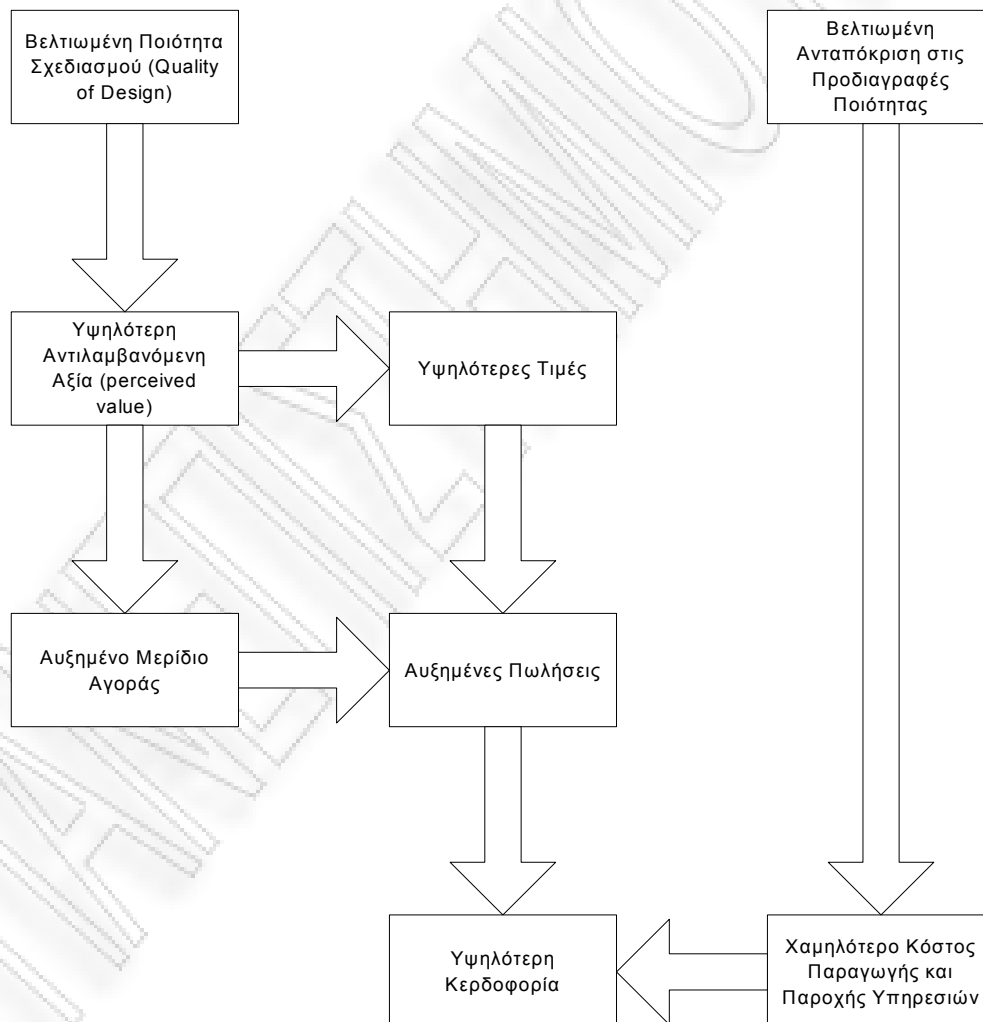 Βελτιωμένη Ποιότητα
Σχεδιασμού (Quality
of Design)
Βελτιωμένη
Ανταπόκριση στις
Προδιαγραφές
Ποιότητας
Υψηλότερη
Αντιλαμβανόμενη
Αξία (perceived
value)
Υψηλότερες Τιμές
Αυξημένο Μερίδιο
Αγοράς
Αυξημένες Πωλήσεις
Υψηλότερη
Κερδοφορία
Χαμηλότερο Κόστος
Παραγωγής και
Παροχής Υπηρεσιών